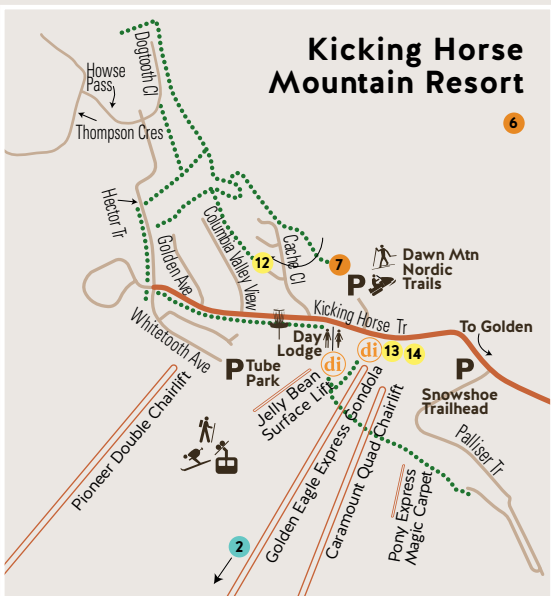 Kicking Horse
Mountain Resort
6
Dogtooth Cl
Howse
Pass
Thompson Cres
Hector Tr
Golden Ave
Columbia Valley View
12
Cache Cl
7
P
Dawn Mtn
Nordic
Trails
Kicking Horse Tr
To Golden
Whitetooth Ave
Day
Lodge
di
di
13
14
P
Tube
Park
P
Snowshoe
Trailhead
Jelly Bean
Surface Lift
Palliser Tr
Pioneer Double Chairlift
Golden Eagle Express Gondola
Caramount Quad Chairlift
Pony Express
Magic Carpet
2